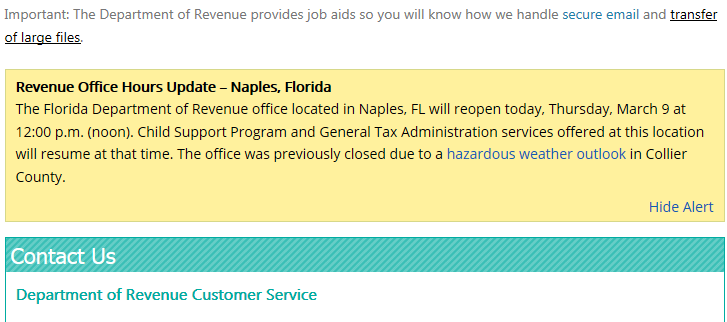 Important: The Department of Revenue provides job aids so you will know how we handle secure email and transfer
of large files.
Revenue Office Hours Update – Naples, Florida
The Florida Department of Revenue office located in Naples, FL will reopen today, Thursday, March 9 at
12:00 p.m. (noon). Child Support Program and General Tax Administration services offered at this location
will resume at that time. The office was previously closed due to a hazardous weather outlook in Collier
County.
Hide Alert
Contact Us
Department of Revenue Customer Service